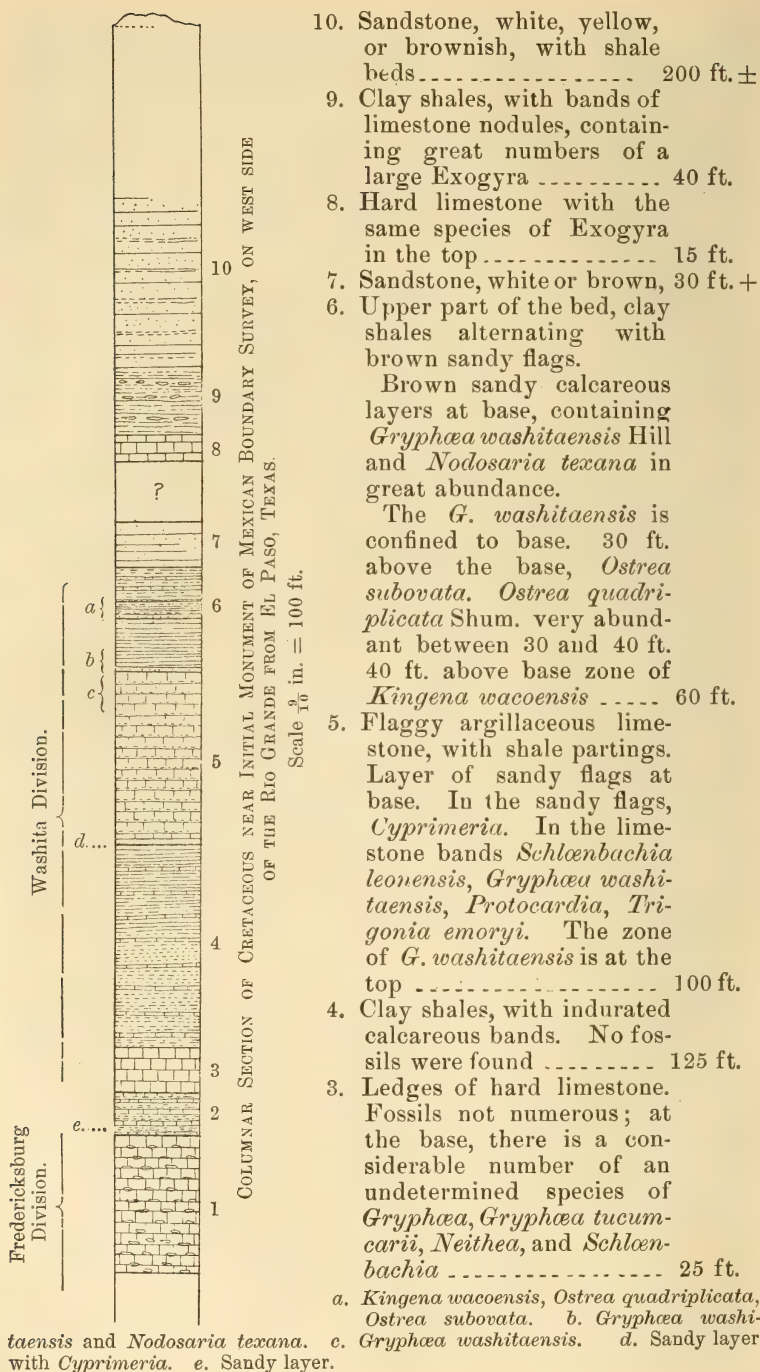 10. Sandstone, white, yellow,
or brownish, with shale
beds.................... 200 ft. ±
9. Clay shales, with bands of
limestone nodules, contain-
ing great numbers of a
large Exogyra .......... 40 ft.
8. Hard limestone with the
same species of Exogyra
in the top.............. 15 ft.
7. Sandstone, white or brown, 30 ft. +
6. Upper part of the bed, clay
shales alternating with
brown sandy flags.
Brown sandy calcareous
layers at base, containing
Gryphœa washitaensis Hill
and Nodosaria texana in
great abundance.
The G. washitaensis is
confined to base. 30 ft.
above the base, Ostrea
subovata. Ostrea quadri-
plicata Shum. very abund-
ant between 30 and 40 ft.
40 ft. above base zone of
Kingena wacoensis ..... 60 ft.
5. Flaggy argillaceous lime-
stone, with shale partings.
Layer of sandy flags at
base. In the sandy flags,
Cyprimeria. In the lime-
stone bands Schlœnbachia
leonensis, Gryphœa washi-
taensis, Protocardia, Tri-
gonia emoryi. The zone
of G. washitaensis is at the
top .................... 100 ft.
4. Clay shales, with indurated
calcareous bands. No fos-
sils were found ......... 125 ft.
3. Ledges of hard limestone.
Fossils not numerous; at
the base, there is a con-
siderable number of an
undetermined species of
Gryphœa, Gryphœa tucum-
carii, Neithea, and Schlœn-
bachia .................. 25 ft.
10
9
8
?
7
6
a
b
c
5
d....
4
3
2
e....
1
Washita Division.
Fredericksburg
Division.
COLUMNAR SECTION OF CRETACEOUS NEAR INITIAL MONUMENT OF MEXICAN BOUNDARY SURVEY, ON WEST SIDE
OF THE RIO GRANDE FROM EL PASO, TEXAS.
Scale 9/10 in. = 100 ft.
a. Kingena wacoensis, Ostrea quadriplicata,
Ostrea subovata. b. Gryphœa washi-
taensis and Nodosaria texana. c. Gryphœa washitaensis. d. Sandy layer
with Cyprimeria. e. Sandy layer.